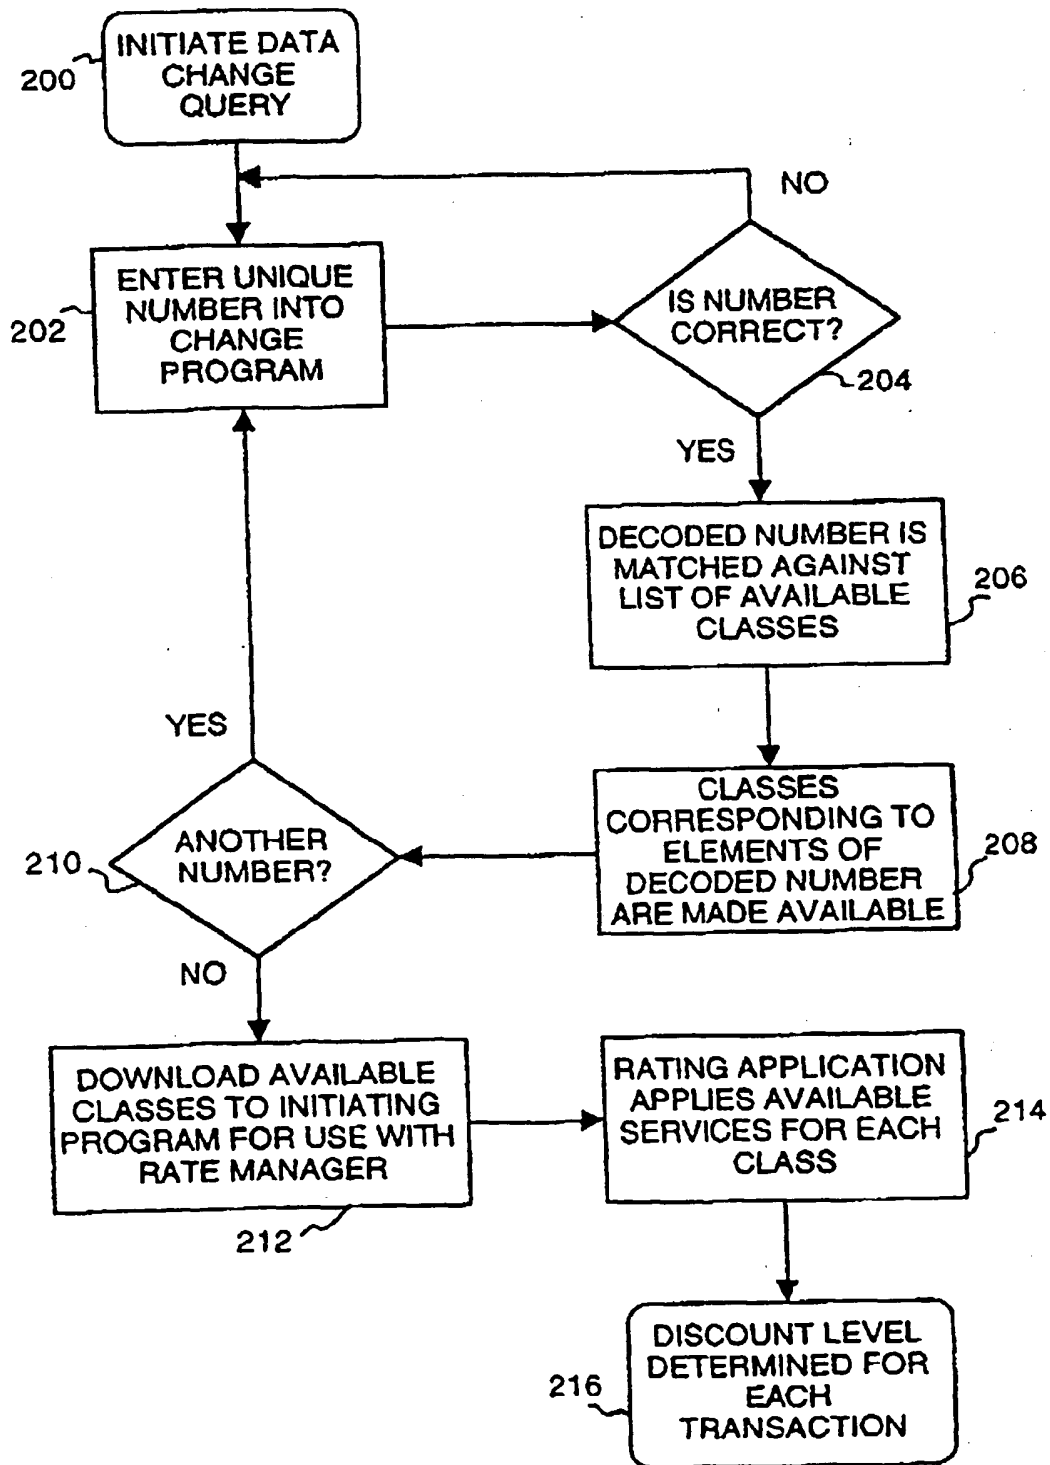 INITIATE DATA
CHANGE
QUERY
200
NO
ENTER UNIQUE
NUMBER INTO
CHANGE
PROGRAM
202
IS NUMBER
CORRECT?
204
YES
DECODED NUMBER IS
MATCHED AGAINST
LIST OF AVAILABLE
CLASSES
206
CLASSES
CORRESPONDING TO
ELEMENTS OF
DECODED NUMBER
ARE MADE AVAILABLE
208
YES
ANOTHER
NUMBER?
210
NO
DOWNLOAD AVAILABLE
CLASSES TO INITIATING
PROGRAM FOR USE WITH
RATE MANAGER
212
RATING APPLICATION
APPLIES AVAILABLE
SERVICES FOR EACH
CLASS
214
DISCOUNT LEVEL
DETERMINED FOR
EACH
TRANSACTION
216